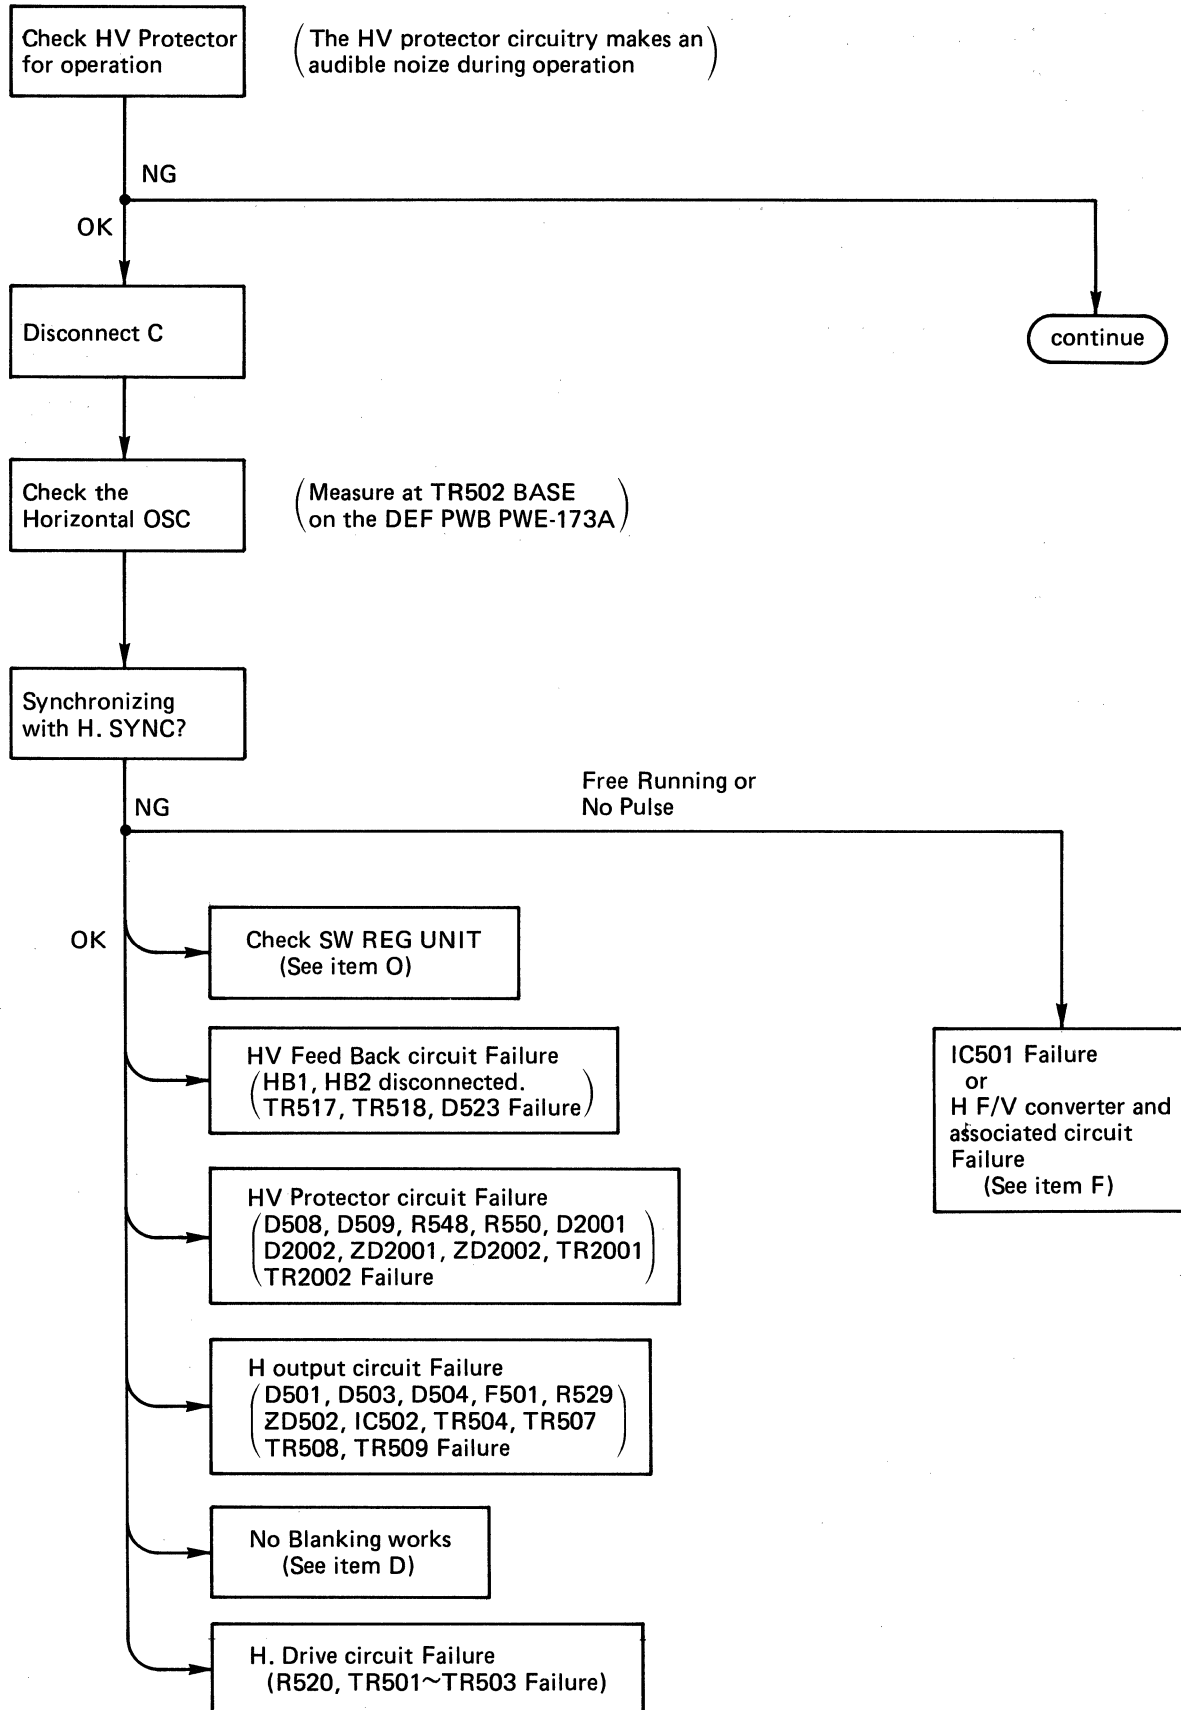 Check HV Protector
for operation
(The HV protector circuitry makes an
audible noize during operation)
NG
OK
Disconnect C
continue
Check the
Horizontal OSC
(Measure at TR502 BASE
on the DEF PWB PWE-173A)
Synchronizing
with H. SYNC?
Free Running or
No Pulse
NG
OK
Check SW REG UNIT
(See item O)
HV Feed Back circuit Failure
(HB1, HB2 disconnected.
TR517, TR518, D523 Failure)
IC501 Failure
or
H F/V converter and
associated circuit
Failure
(See item F)
HV Protector circuit Failure
(D508, D509, R548, R550, D2001
D2002, ZD2001, ZD2002, TR2001
TR2002 Failure)
H output circuit Failure
(D501, D503, D504, F501, R529
ZD502, IC502, TR504, TR507
TR508, TR509 Failure)
No Blanking works
(See item D)
H. Drive circuit Failure
(R520, TR501~TR503 Failure)